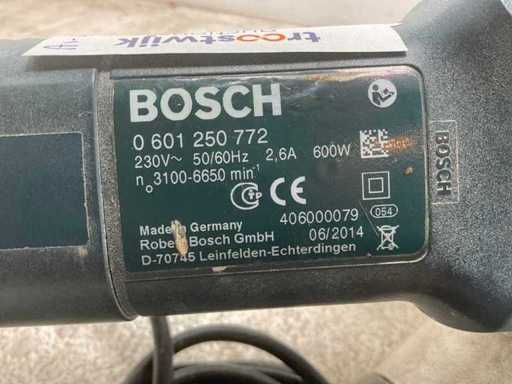 troostwijk
BOSCH
0 601 250 772
230V~ 50/60Hz 2,6A 600W
n₀ 3100-6650 min⁻¹
CE
406000079
054
Made in Germany
06/2014
Robert Bosch GmbH
D-70745 Leinfelden-Echterdingen
BOSCH